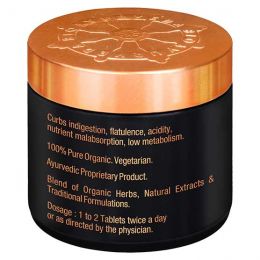 Curbs indigestion, flatulence, acidity,
nutrient malabsorption, low metabolism.
100% Pure Organic. Vegetarian.
Ayurvedic Proprietary Product.
Blend of Organic Herbs, Natural Extracts &
Traditional Formulations.
Dosage : 1 to 2 Tablets twice a day
or as directed by the physician.